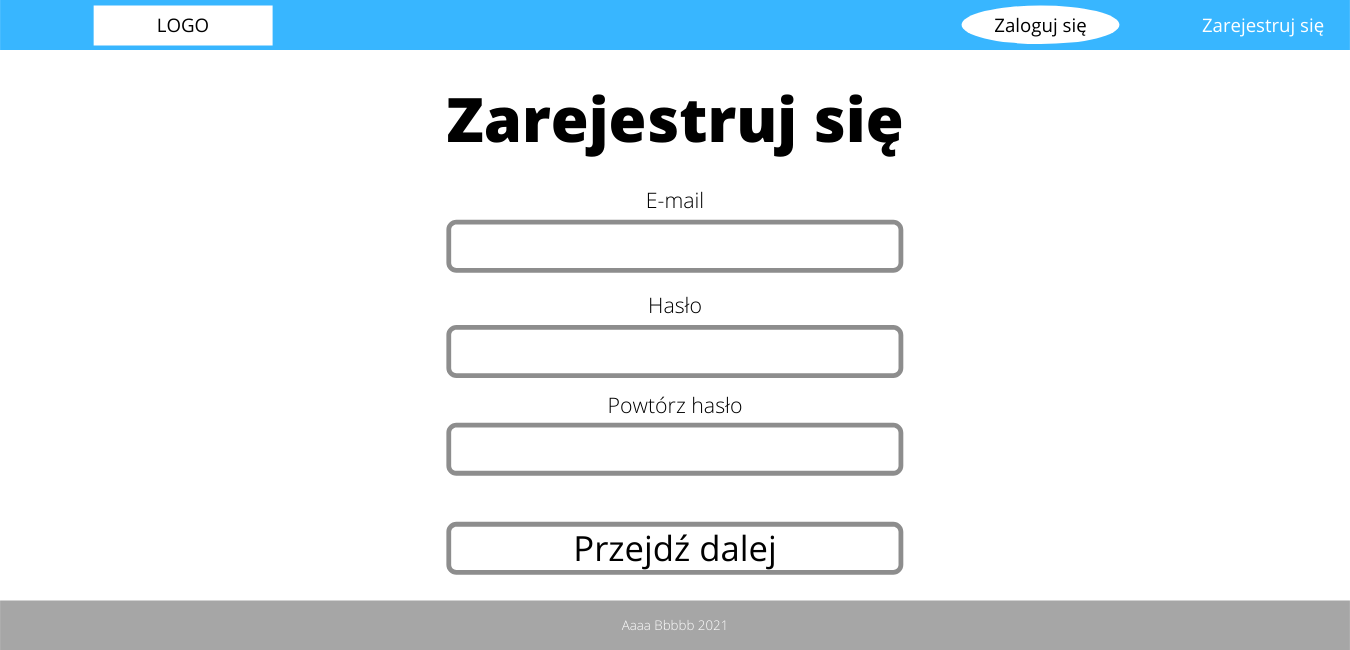 LOGO
Zaloguj się
Zarejestruj się
Zarejestruj się
E-mail
Hasło
Powtórz hasło
Przejdź dalej
Aaaa Bbbbb 2021